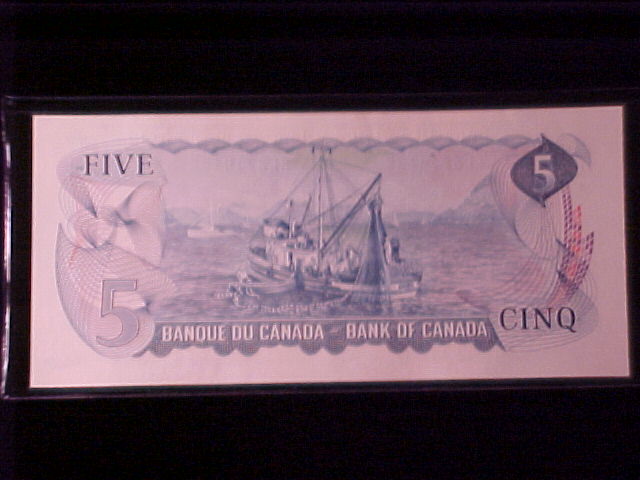 FIVE
5
5
BANQUE DU CANADA - BANK OF CANADA
CINQ